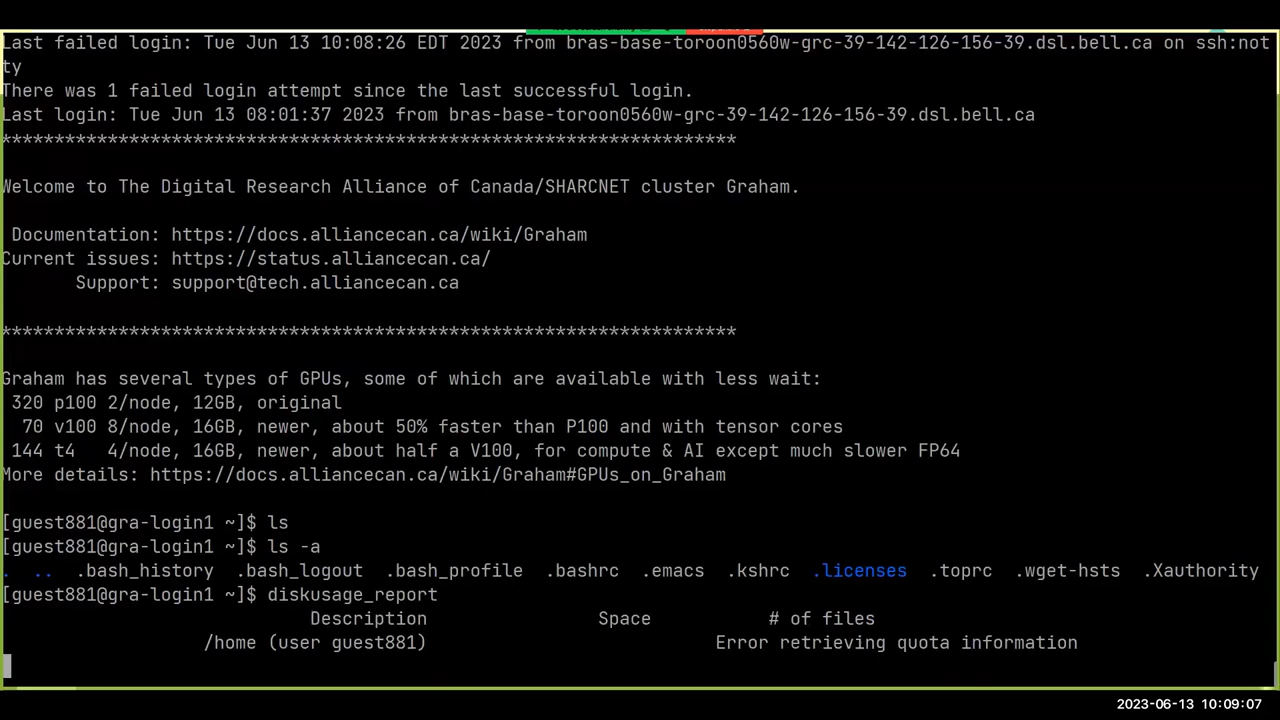 Last failed login: Tue Jun 13 10:08:26 EDT 2023 from bras-base-toroon0560w-grc-39-142-126-156-39.dsl.bell.ca on ssh:not
ty
There was 1 failed login attempt since the last successful login.
Last login: Tue Jun 13 08:01:37 2023 from bras-base-toroon0560w-grc-39-142-126-156-39.dsl.bell.ca
*********************************************************************
Welcome to The Digital Research Alliance of Canada/SHARCNET cluster Graham.
Documentation: https://docs.alliancecan.ca/wiki/Graham
Current issues: https://status.alliancecan.ca/
Support: support@tech.alliancecan.ca
*********************************************************************
Graham has several types of GPUs, some of which are available with less wait:
320 p100 2/node, 12GB, original
70 v100 8/node, 16GB, newer, about 50% faster than P100 and with tensor cores
144 t4 4/node, 16GB, newer, about half a V100, for compute & AI except much slower FP64
More details: https://docs.alliancecan.ca/wiki/Graham#GPUs_on_Graham
[guest881@gra-login1 ~]$ ls
[guest881@gra-login1 ~]$ ls -a
. .. .bash_history .bash_logout .bash_profile .bashrc .emacs .kshrc .licenses .toprc .wget-hsts .Xauthority
[guest881@gra-login1 ~]$ diskusage_report
Description Space # of files
/home (user guest881) Error retrieving quota information
2023-06-13 10:09:07